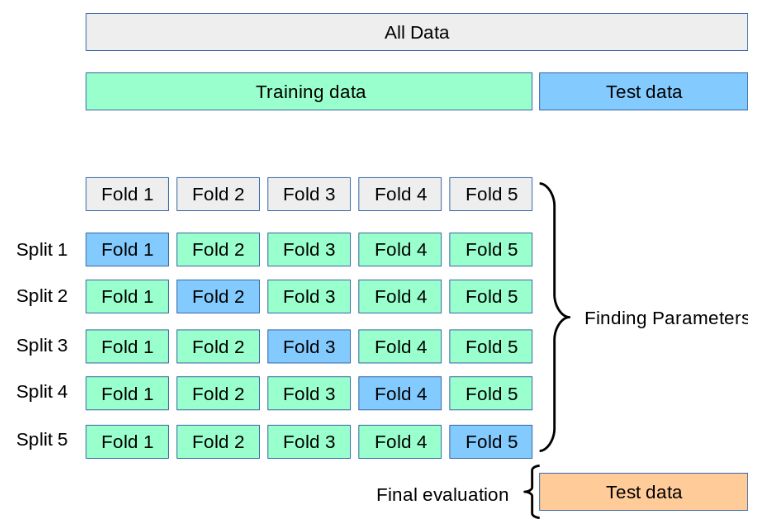 All Data
Training data Test data
Fold 1 Fold 2 Fold 3 Fold 4 Fold 5
Split 1 Fold 1 Fold 2 Fold 3 Fold 4 Fold 5
Split 2 Fold 1 Fold 2 Fold 3 Fold 4 Fold 5
Finding Parameters
Split 3 Fold 1 Fold 2 Fold 3 Fold 4 Fold 5
Split 4 Fold 1 Fold 2 Fold 3 Fold 4 Fold 5
Split 5 Fold 1 Fold 2 Fold 3 Fold 4 Fold 5
Final evaluation Test data